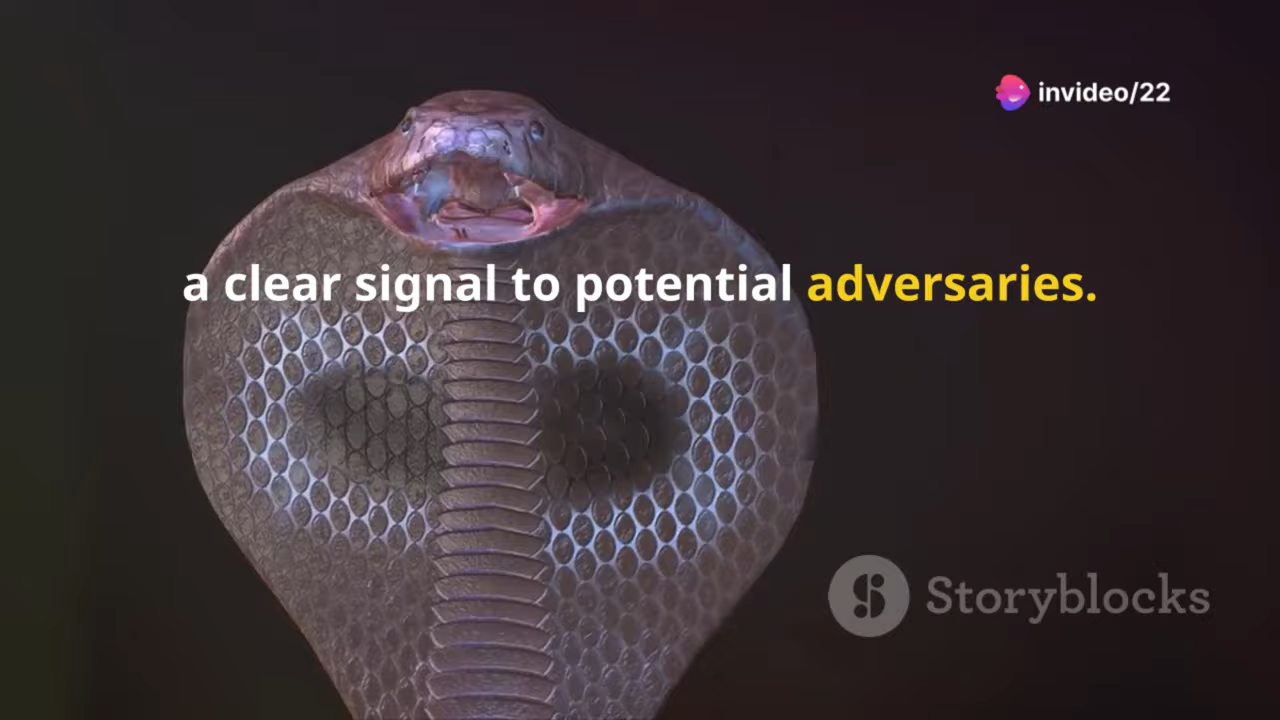 invideo/22
a clear signal to potential adversaries.
Storyblocks